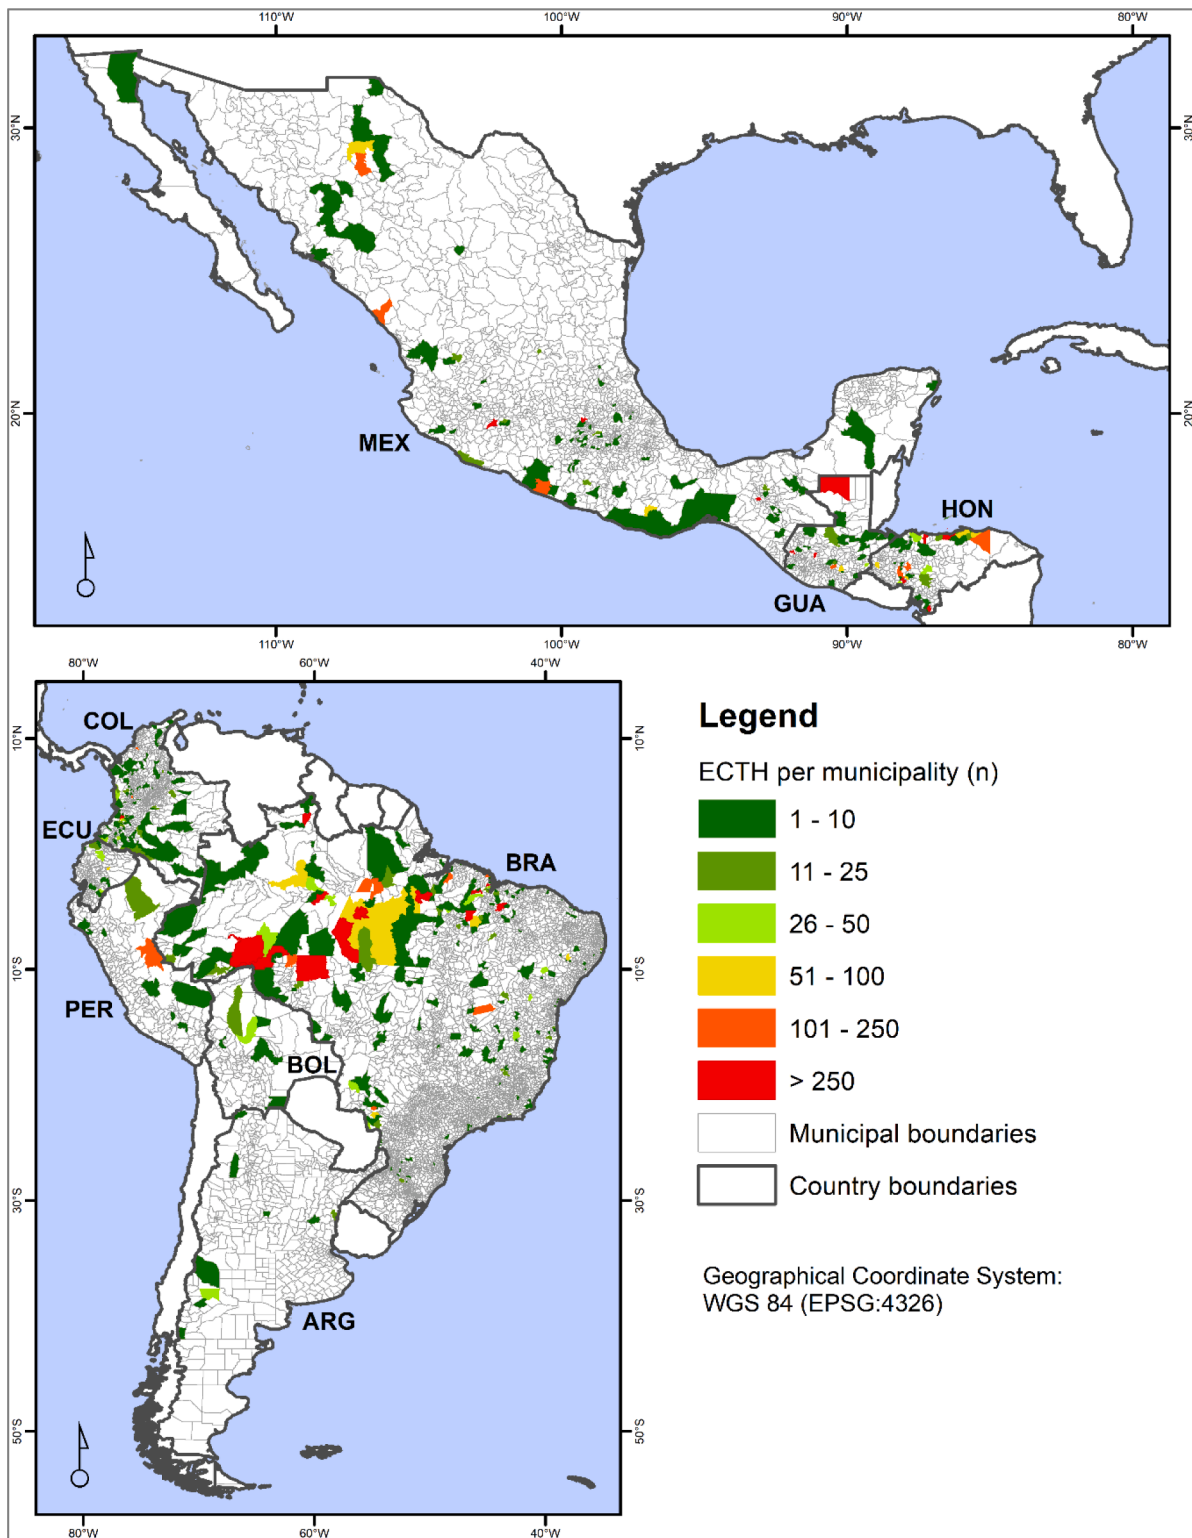 110°W 100°W 90°W 80°W
30°N 30°N
20°N 20°N
MEX
HON
GUA
110°W 100°W 90°W 80°W
80°W 60°W 40°W
COL
10°N 10°N
ECU
BRA
10°S 10°S
PER
BOL
30°S 30°S
ARG
50°S 50°S
80°W 60°W 40°W
Legend
ECTH per municipality (n)
1 - 10
11 - 25
26 - 50
51 - 100
101 - 250
> 250
Municipal boundaries
Country boundaries
Geographical Coordinate System:
WGS 84 (EPSG:4326)